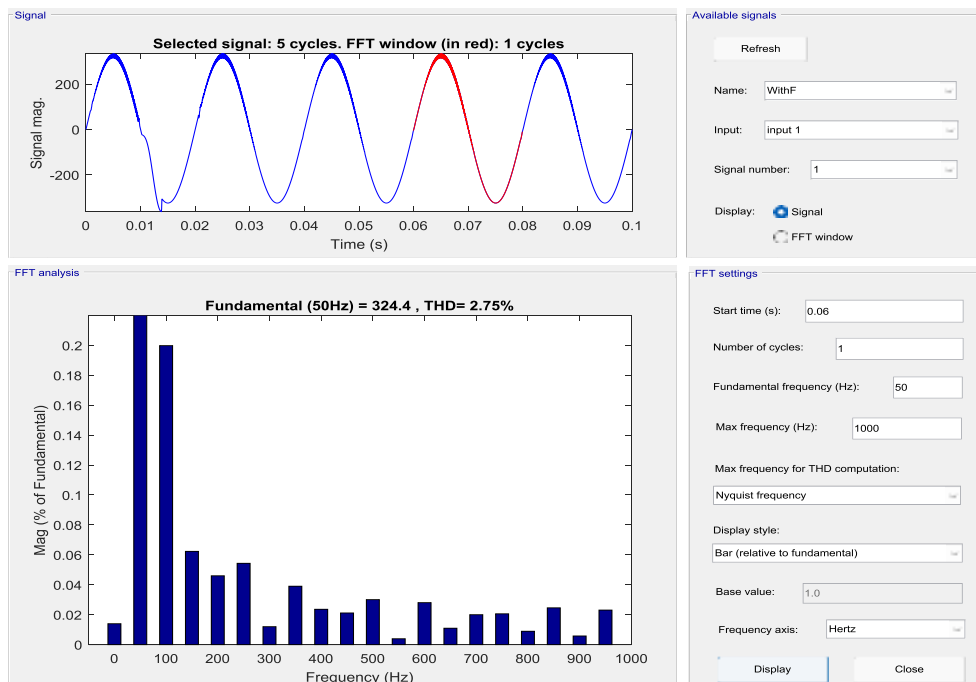 Signal
Selected signal: 5 cycles. FFT window (in red): 1 cycles
200
0
-200
Signal mag.
0 0.01 0.02 0.03 0.04 0.05 0.06 0.07 0.08 0.09 0.1
Time (s)
Available signals
Refresh
Name: WithF
Input: input 1
Signal number: 1
Display: Signal
FFT window
FFT analysis
Fundamental (50Hz) = 324.4 , THD= 2.75%
0.2
0.18
0.16
0.14
0.12
0.1
0.08
0.06
0.04
0.02
0
Mag (% of Fundamental)
0 100 200 300 400 500 600 700 800 900 1000
Frequency (Hz)
FFT settings
Start time (s): 0.06
Number of cycles: 1
Fundamental frequency (Hz): 50
Max frequency (Hz): 1000
Max frequency for THD computation:
Nyquist frequency
Display style:
Bar (relative to fundamental)
Base value: 1.0
Frequency axis: Hertz
Display Close